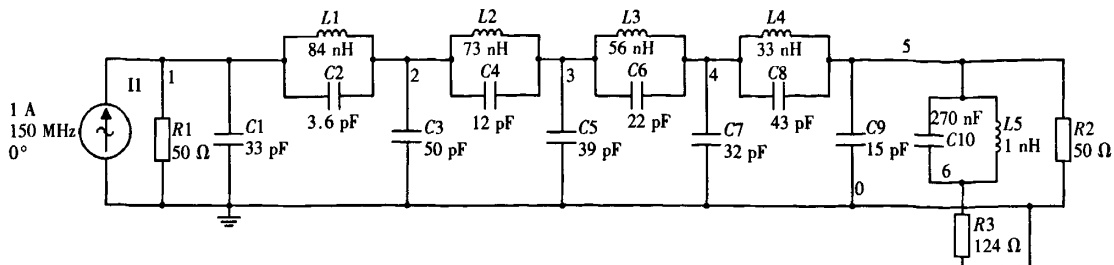 L1
84 nH
C2
3.6 pF
L2
73 nH
C4
12 pF
L3
56 nH
C6
22 pF
L4
33 nH
C8
43 pF
I1
1
2
3
4
5
1 A
150 MHz
0°
R1
50 Ω
C1
33 pF
C3
50 pF
C5
39 pF
C7
32 pF
C9
15 pF
270 nF
C10
L5
1 nH
R2
50 Ω
6
0
R3
124 Ω